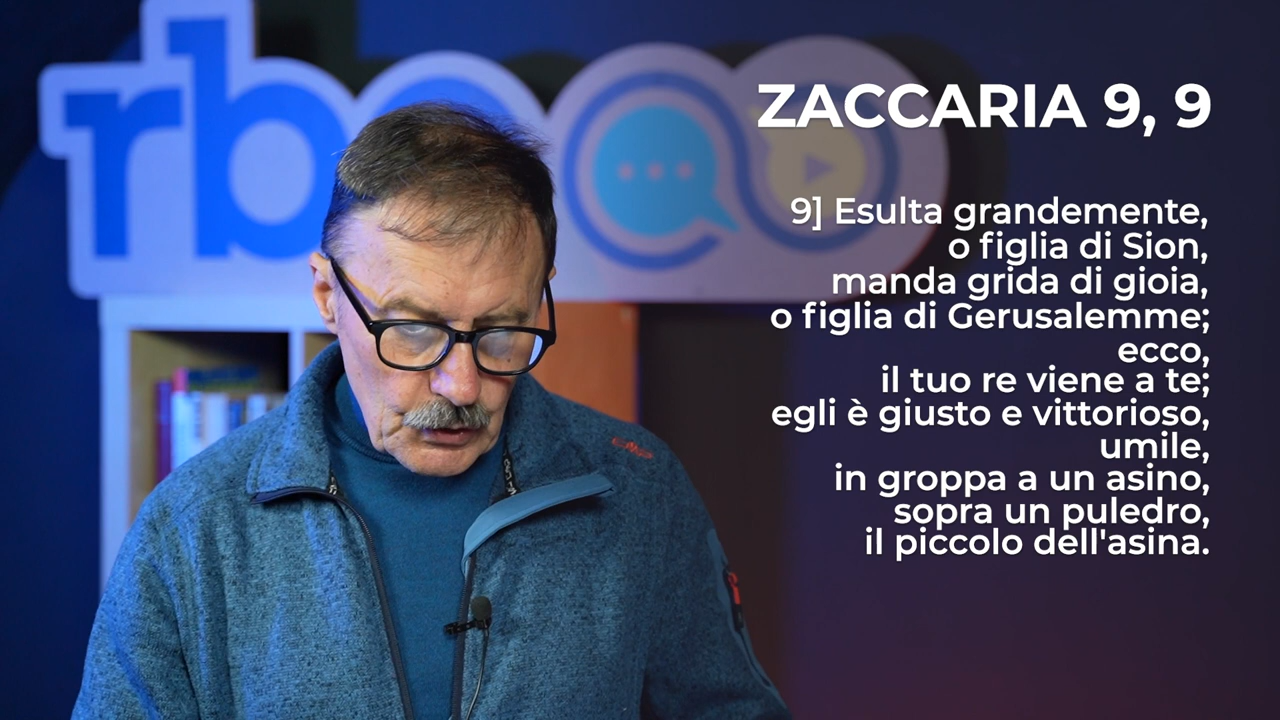 rb
ZACCARIA 9, 9
9] Esulta grandemente,
o figlia di Sion,
manda grida di gioia,
o figlia di Gerusalemme;
ecco,
il tuo re viene a te;
egli è giusto e vittorioso,
umile,
in groppa a un asino,
sopra un puledro,
il piccolo dell'asina.